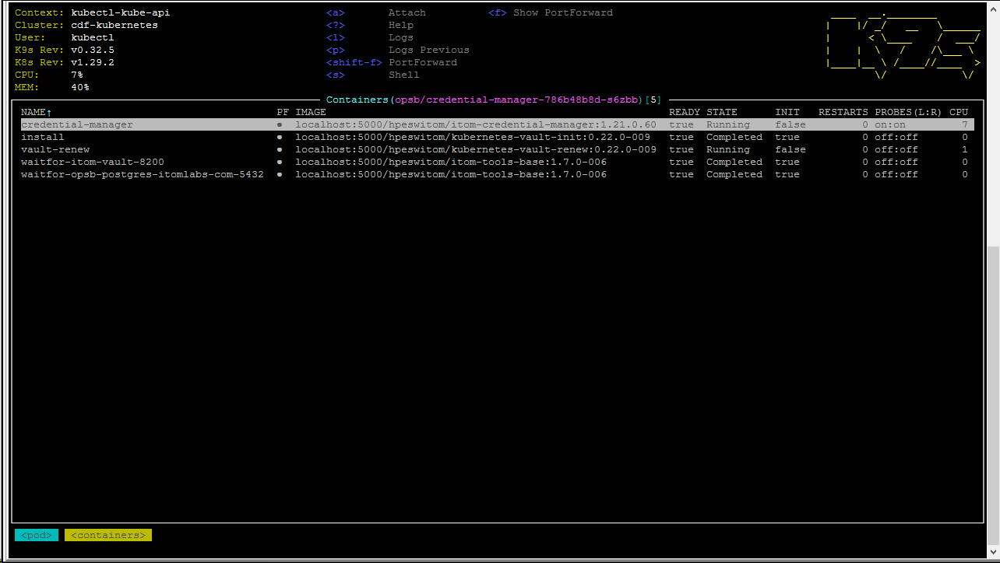 Context: kubectl-kube-api <a> Attach <f> Show PortForward
Cluster: cdf-kubernetes <?> Help
User: kubectl <l> Logs
K9s Rev: v0.32.5 <p> Logs Previous
K8s Rev: v1.29.2 <shift-f> PortForward
CPU: 7% <s> Shell
MEM: 40%
Containers(opsb/credential-manager-786b48b8d-s6zbb)[5]
NAME↑ PF IMAGE READY STATE INIT RESTARTS PROBES(L:R) CPU
credential-manager ● localhost:5000/hpeswitom/itom-credential-manager:1.21.0.60 true Running false 0 on:on 7
install ● localhost:5000/hpeswitom/kubernetes-vault-init:0.22.0-009 true Completed true 0 off:off 0
vault-renew ● localhost:5000/hpeswitom/kubernetes-vault-renew:0.22.0-009 true Running false 0 off:off 1
waitfor-itom-vault-8200 ● localhost:5000/hpeswitom/itom-tools-base:1.7.0-006 true Completed true 0 off:off 0
waitfor-opsb-postgres-itomlabs-com-5432 ● localhost:5000/hpeswitom/itom-tools-base:1.7.0-006 true Completed true 0 off:off 0
<pod> <containers>